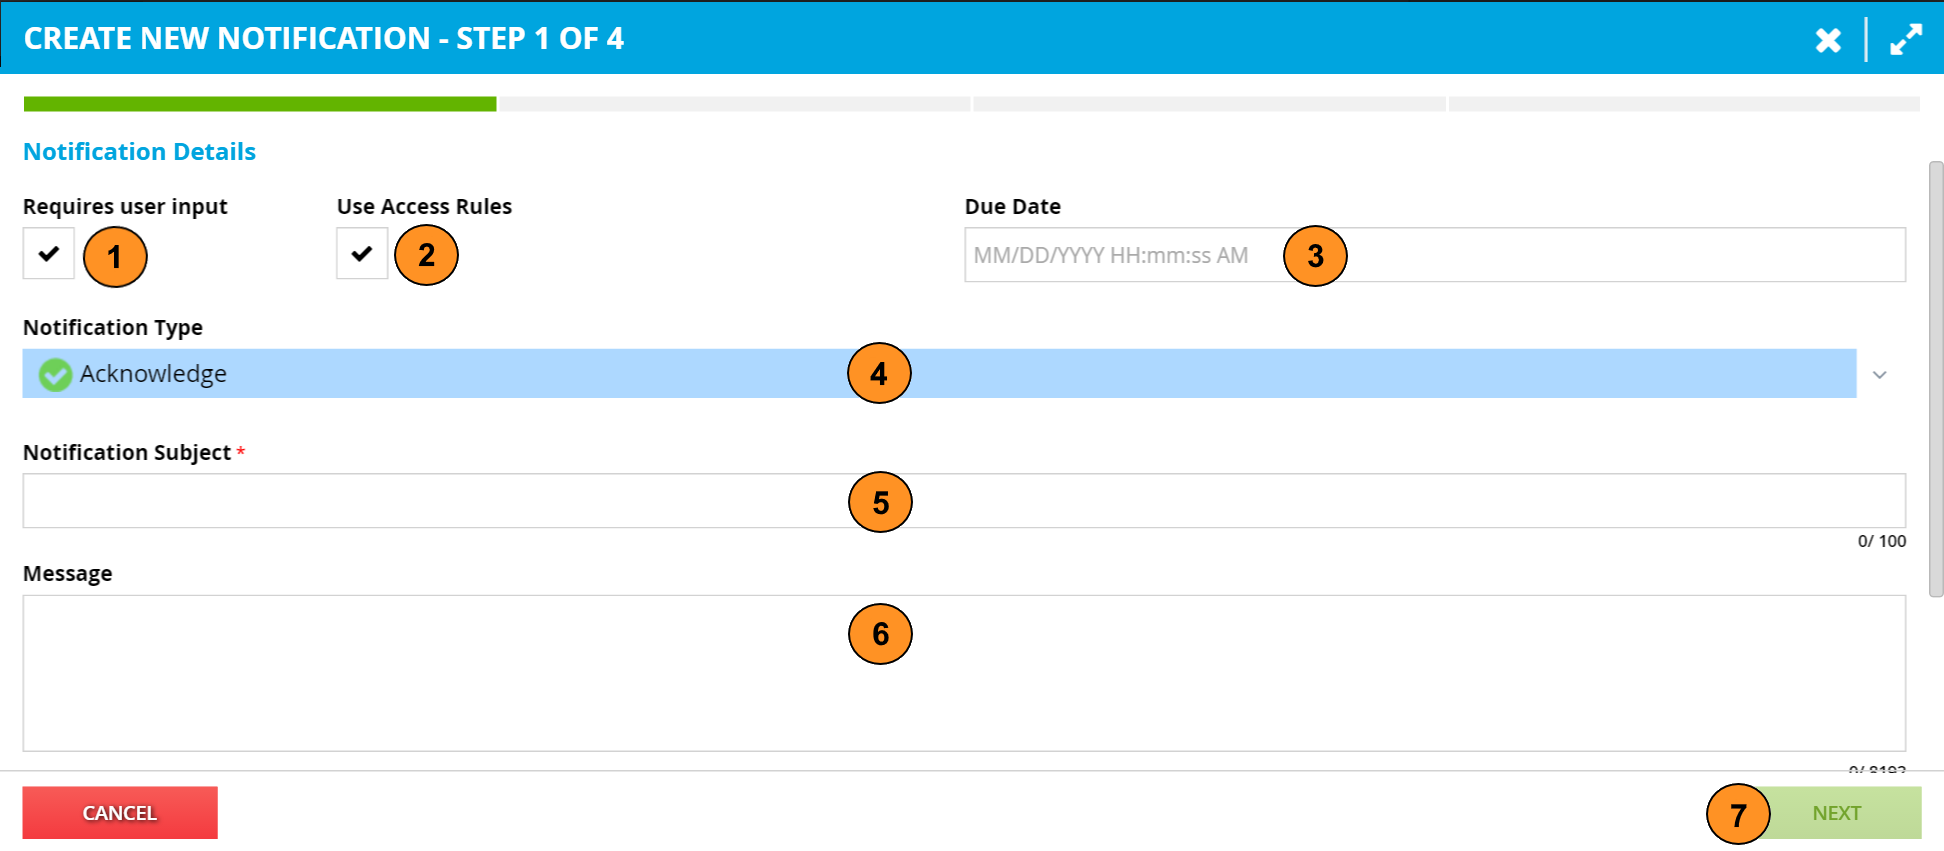 CREATE NEW NOTIFICATION - STEP 1 OF 4
Notification Details
Requires user input Use Access Rules Due Date
1 2 MM/DD/YYYY HH:mm:ss AM 3
Notification Type
Acknowledge 4
Notification Subject *
5
0/ 100
Message
6
0/ 8192
CANCEL 7 NEXT